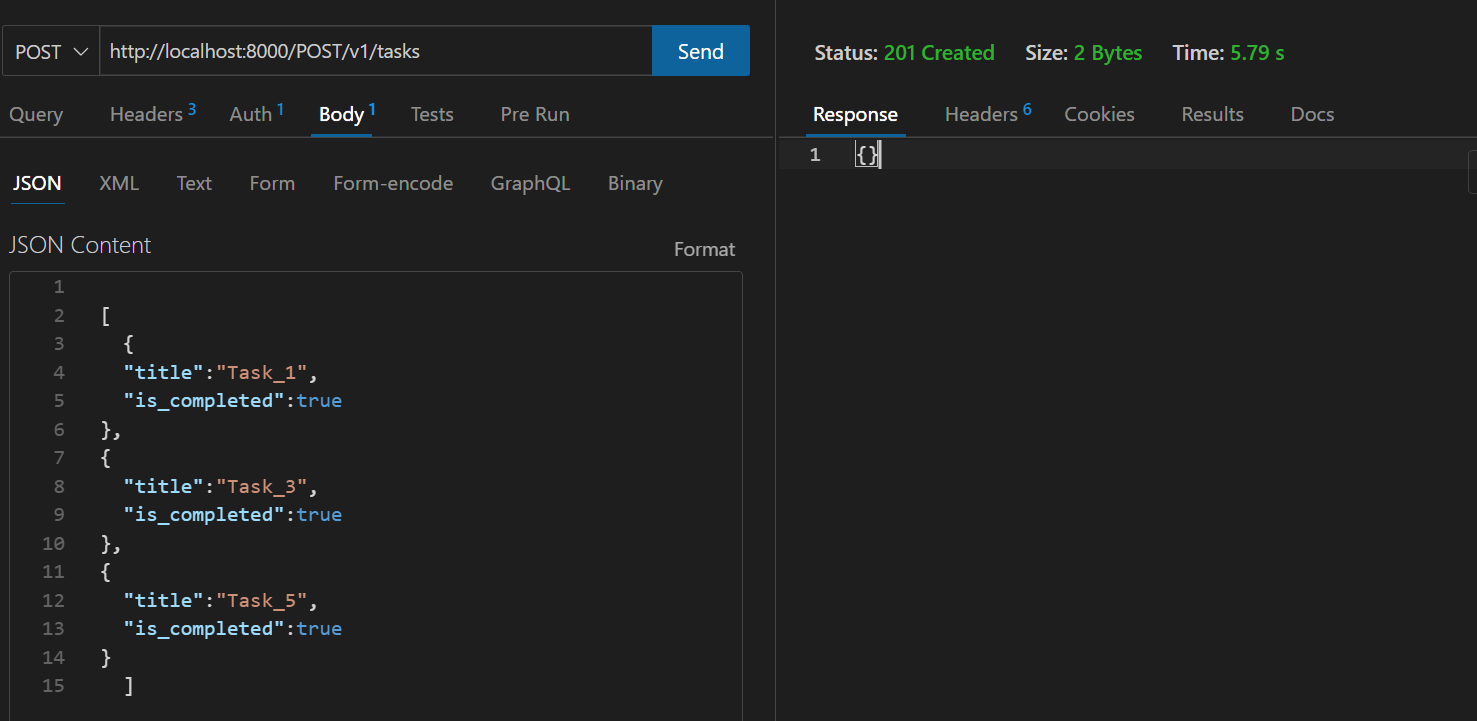 POST http://localhost:8000/POST/v1/tasks Send
Query Headers 3 Auth 1 Body 1 Tests Pre Run
JSON XML Text Form Form-encode GraphQL Binary
JSON Content Format
1
2 [
3 {
4 "title":"Task_1",
5 "is_completed":true
6 },
7 {
8 "title":"Task_3",
9 "is_completed":true
10 },
11 {
12 "title":"Task_5",
13 "is_completed":true
14 }
15 ]
Status: 201 Created Size: 2 Bytes Time: 5.79 s
Response Headers 6 Cookies Results Docs
1 {}